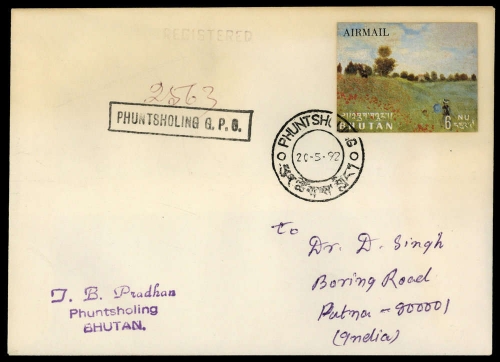 REGISTERED
2563
PHUNTSHOLING G. P. O.
PHUNTSHOLING
20-5-92
AIRMAIL
BHUTAN
6 NU
to
Dr. D. Singh
Boring Road
Patna - 800001
(India)
T. B. Pradhan
Phuntsholing
BHUTAN.